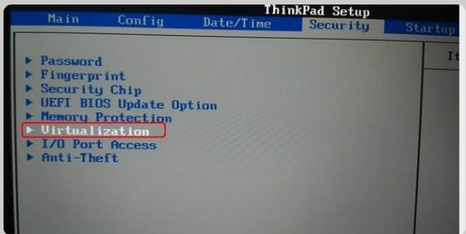 ThinkPad Setup
Main Config Date/Time Security Startup
Password
Fingerprint
Security Chip
UEFI BIOS Update Option
Memory Protection
Virtualization
I/O Port Access
Anti-Theft